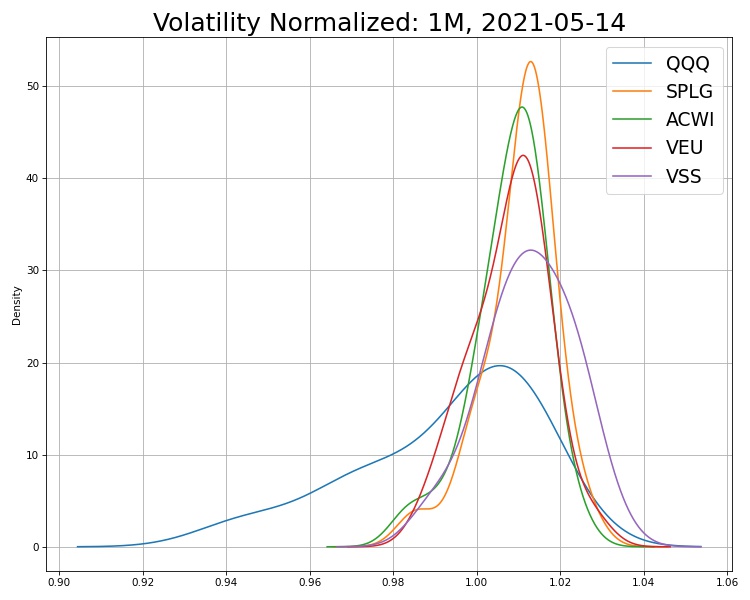 Volatility Normalized: 1M, 2021-05-14
QQQ
SPLG
ACWI
VEU
VSS
Density
50
40
30
20
10
0
0.90 0.92 0.94 0.96 0.98 1.00 1.02 1.04 1.06